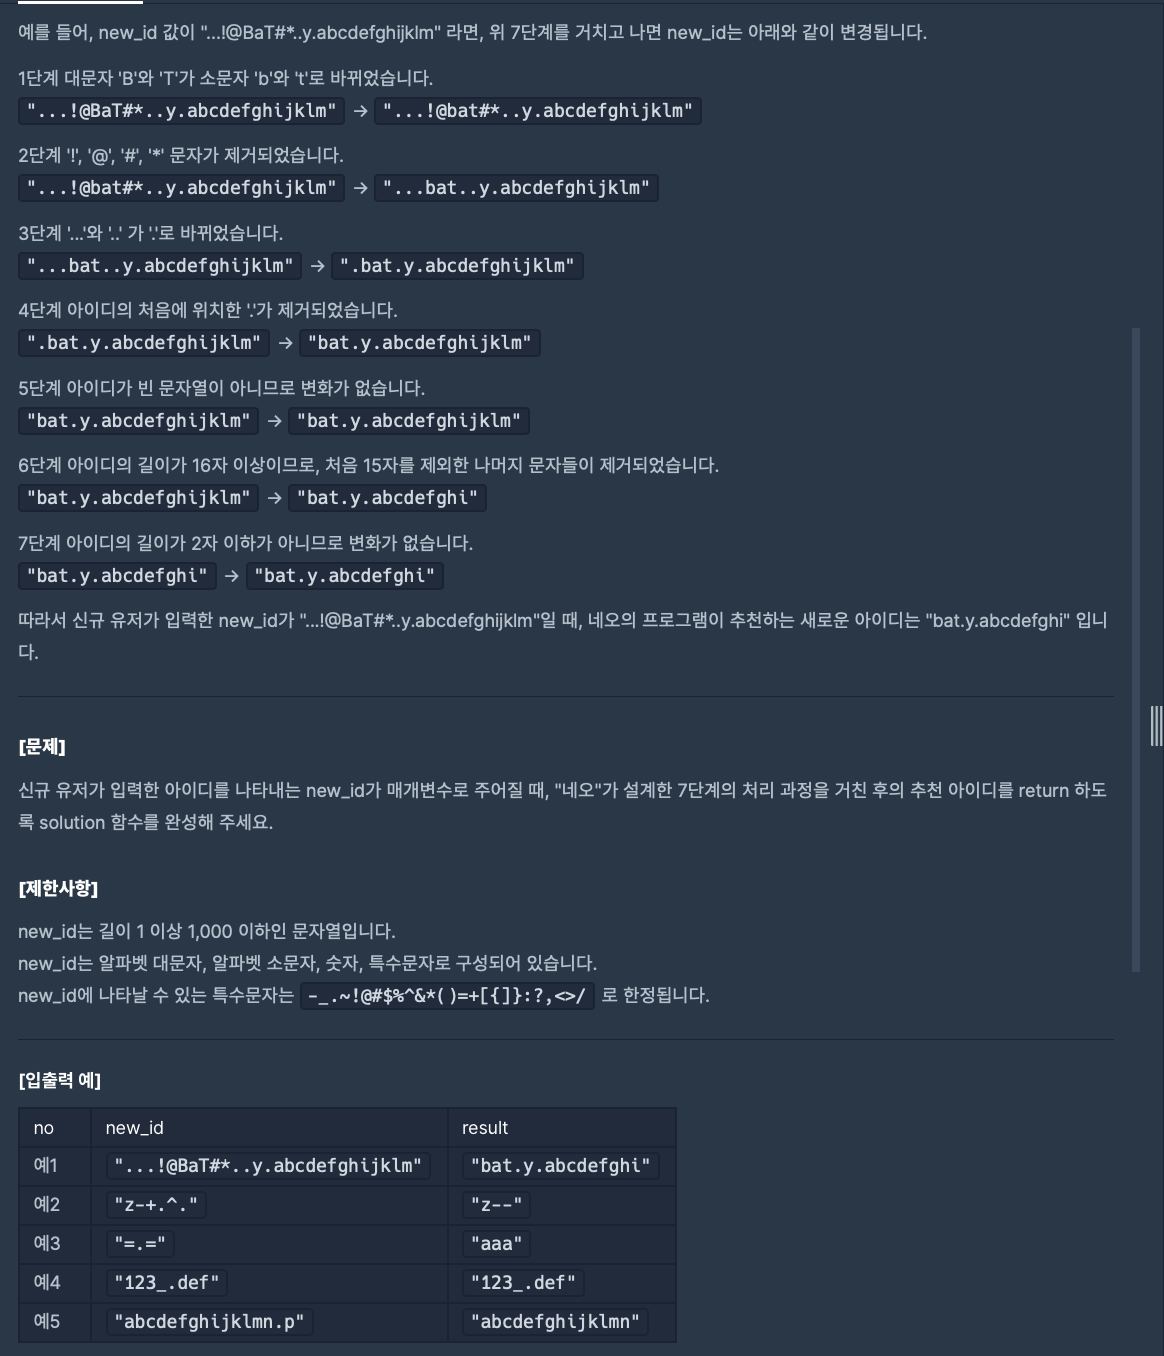 예를 들어, new_id 값이 "...!@BaT#*..y.abcdefghijklm" 라면, 위 7단계를 거치고 나면 new_id는 아래와 같이 변경됩니다.
1단계 대문자 'B'와 'T'가 소문자 'b'와 't'로 바뀌었습니다.
"...!@BaT#*..y.abcdefghijklm" → "...!@bat#*..y.abcdefghijklm"
2단계 '!', '@', '#', '*' 문자가 제거되었습니다.
"...!@bat#*..y.abcdefghijklm" → "...bat..y.abcdefghijklm"
3단계 '...'와 '..' 가 '.'로 바뀌었습니다.
"...bat..y.abcdefghijklm" → ".bat.y.abcdefghijklm"
4단계 아이디의 처음에 위치한 '.'가 제거되었습니다.
".bat.y.abcdefghijklm" → "bat.y.abcdefghijklm"
5단계 아이디가 빈 문자열이 아니므로 변화가 없습니다.
"bat.y.abcdefghijklm" → "bat.y.abcdefghijklm"
6단계 아이디의 길이가 16자 이상이므로, 처음 15자를 제외한 나머지 문자들이 제거되었습니다.
"bat.y.abcdefghijklm" → "bat.y.abcdefghi"
7단계 아이디의 길이가 2자 이하가 아니므로 변화가 없습니다.
"bat.y.abcdefghi" → "bat.y.abcdefghi"
따라서 신규 유저가 입력한 new_id가 "...!@BaT#*..y.abcdefghijklm"일 때, 네오의 프로그램이 추천하는 새로운 아이디는 "bat.y.abcdefghi" 입니
다.
[문제]
신규 유저가 입력한 아이디를 나타내는 new_id가 매개변수로 주어질 때, "네오"가 설계한 7단계의 처리 과정을 거친 후의 추천 아이디를 return 하도
록 solution 함수를 완성해 주세요.
[제한사항]
new_id는 길이 1 이상 1,000 이하인 문자열입니다.
new_id는 알파벳 대문자, 알파벳 소문자, 숫자, 특수문자로 구성되어 있습니다.
new_id에 나타날 수 있는 특수문자는 -_.~!@#$%^&*()=+[{]}:?,<>/ 로 한정됩니다.
[입출력 예]
no new_id result
예1 "...!@BaT#*..y.abcdefghijklm" "bat.y.abcdefghi"
예2 "z-+.^." "z--"
예3 "=.=" "aaa"
예4 "123_.def" "123_.def"
예5 "abcdefghijklmn.p" "abcdefghijklmn"